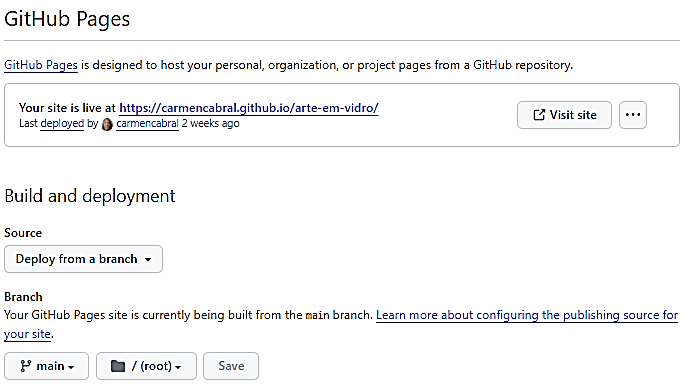 GitHub Pages
GitHub Pages is designed to host your personal, organization, or project pages from a GitHub repository.
Your site is live at https://carmencabral.github.io/arte-em-vidro/
Last deployed by carmencabral 2 weeks ago
Visit site
Build and deployment
Source
Deploy from a branch
Branch
Your GitHub Pages site is currently being built from the main branch. Learn more about configuring the publishing source for
your site.
main
/ (root)
Save